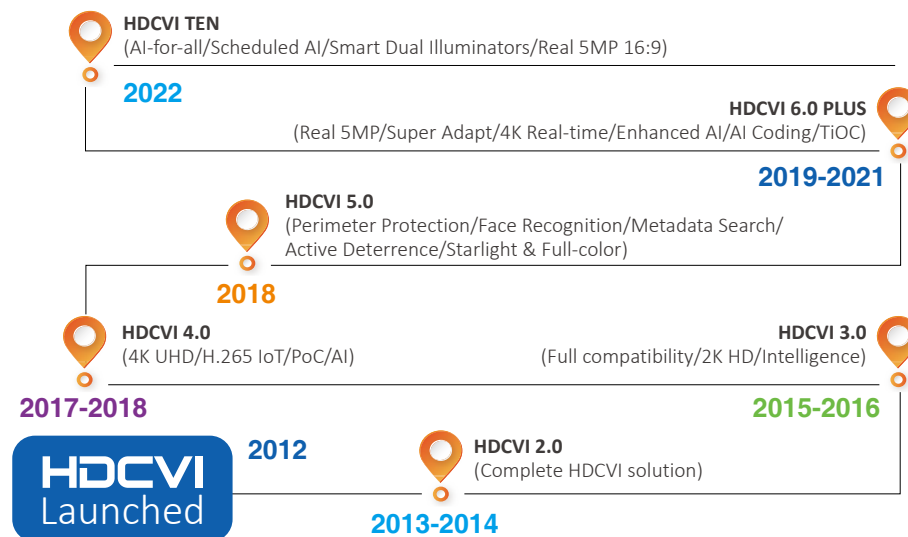 HDCVI TEN
(AI-for-all/Scheduled AI/Smart Dual Illuminators/Real 5MP 16:9)
2022
HDCVI 6.0 PLUS
(Real 5MP/Super Adapt/4K Real-time/Enhanced AI/AI Coding/TiOC)
2019-2021
HDCVI 5.0
(Perimeter Protection/Face Recognition/Metadata Search/
Active Deterrence/Starlight & Full-color)
2018
HDCVI 4.0
(4K UHD/H.265 IoT/PoC/AI)
2017-2018
HDCVI 3.0
(Full compatibility/2K HD/Intelligence)
2015-2016
HDCVI
Launched
2012
HDCVI 2.0
(Complete HDCVI solution)
2013-2014